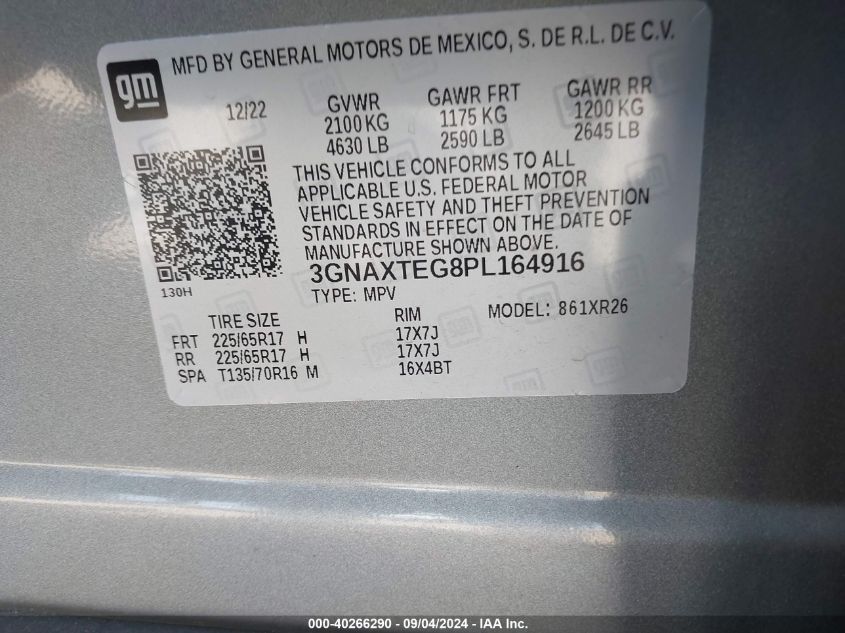 gm
MFD BY GENERAL MOTORS DE MEXICO, S. DE R.L. DE C.V.
12/22
GVWR
2100 KG
4630 LB
GAWR FRT
1175 KG
2590 LB
GAWR RR
1200 KG
2645 LB
THIS VEHICLE CONFORMS TO ALL
APPLICABLE U.S. FEDERAL MOTOR
VEHICLE SAFETY AND THEFT PREVENTION
STANDARDS IN EFFECT ON THE DATE OF
MANUFACTURE SHOWN ABOVE.
130H
3GNAXTEG8PL164916
TYPE: MPV
MODEL: 861XR26
TIRE SIZE RIM
FRT 225/65R17 H 17X7J
RR 225/65R17 H 17X7J
SPA T135/70R16 M 16X4BT
000-40266290 - 09/04/2024 - IAA Inc.